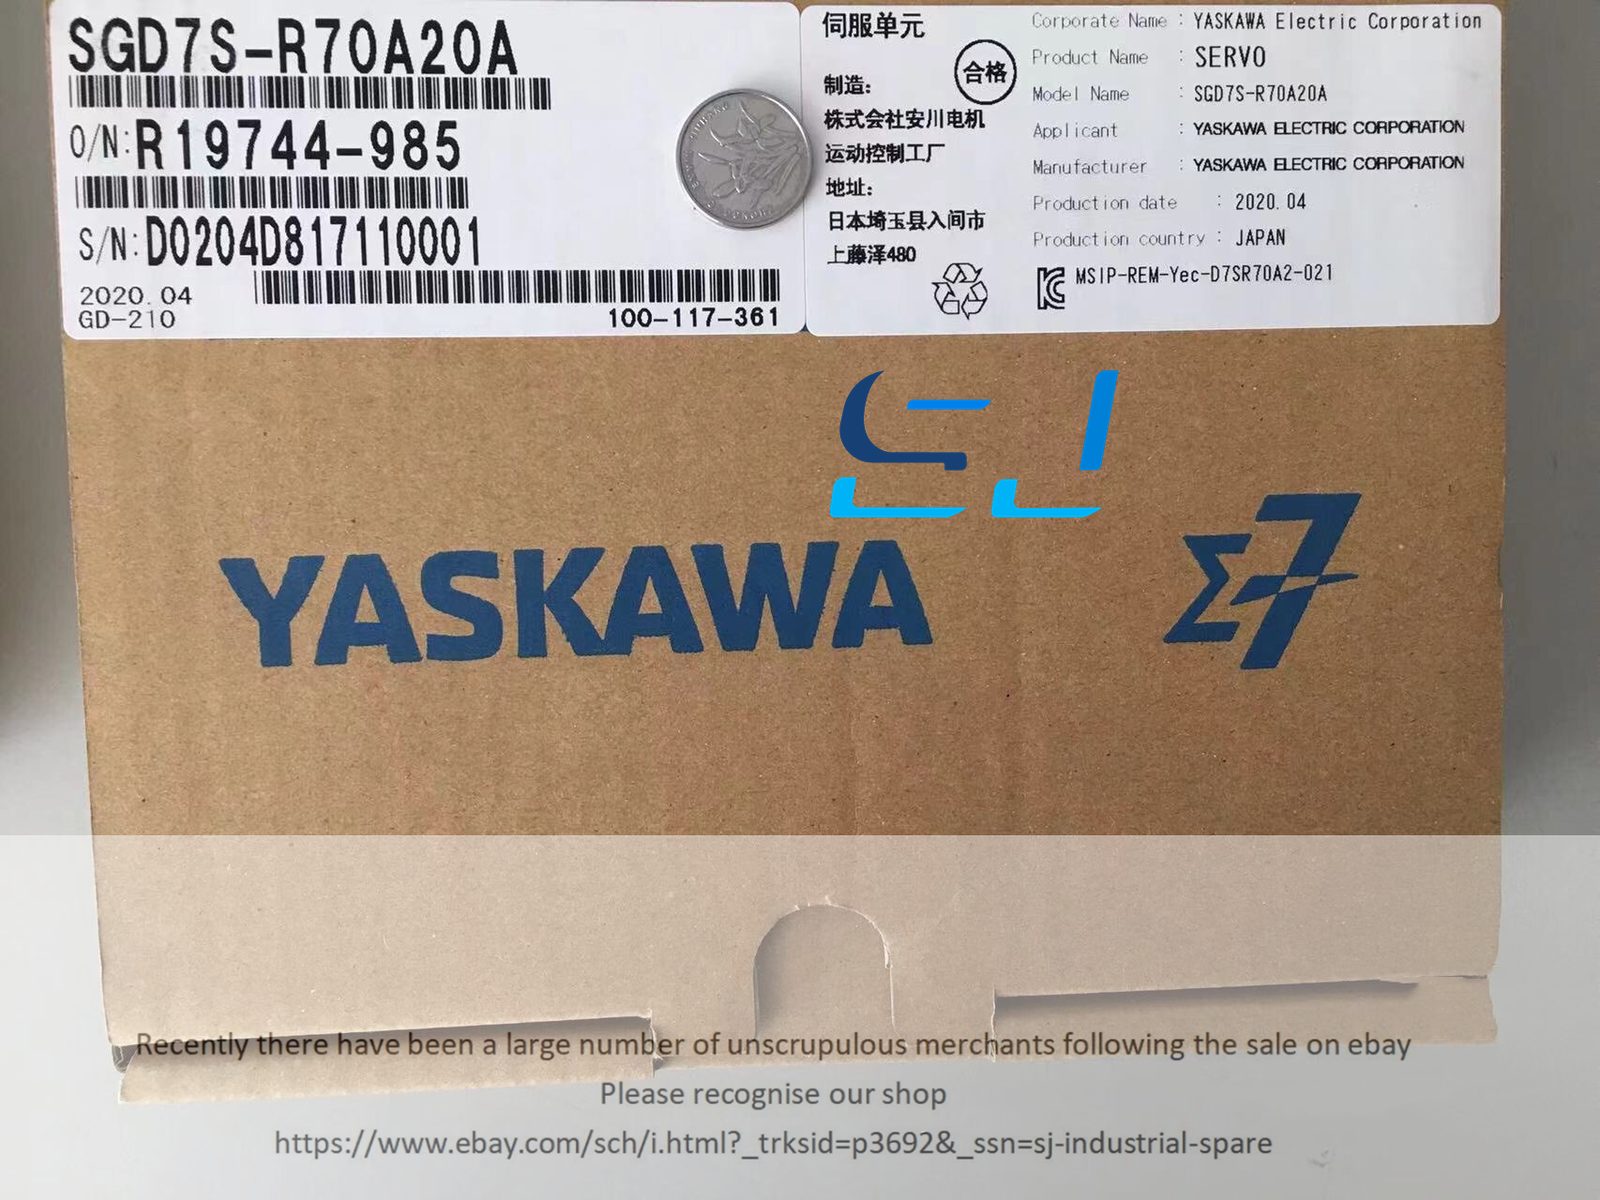 SGD7S-R70A20A
O/N:R19744-985
S/N:D0204D817110001
2020.04
GD-210
100-117-361
伺服单元
合格
制造:
株式会社安川电机
运动控制工厂
地址:
日本埼玉县入间市
上藤泽480
Corporate Name : YASKAWA Electric Corporation
Product Name : SERVO
Model Name : SGD7S-R70A20A
Applicant : YASKAWA ELECTRIC CORPORATION
Manufacturer : YASKAWA ELECTRIC CORPORATION
Production date : 2020.04
Production country : JAPAN
MSIP-REM-Yec-D7SR70A2-021
SJ
YASKAWA
Σ7
Recently there have been a large number of unscrupulous merchants following the sale on ebay
Please recognise our shop
https://www.ebay.com/sch/i.html?_trksid=p3692&_ssn=sj-industrial-spare